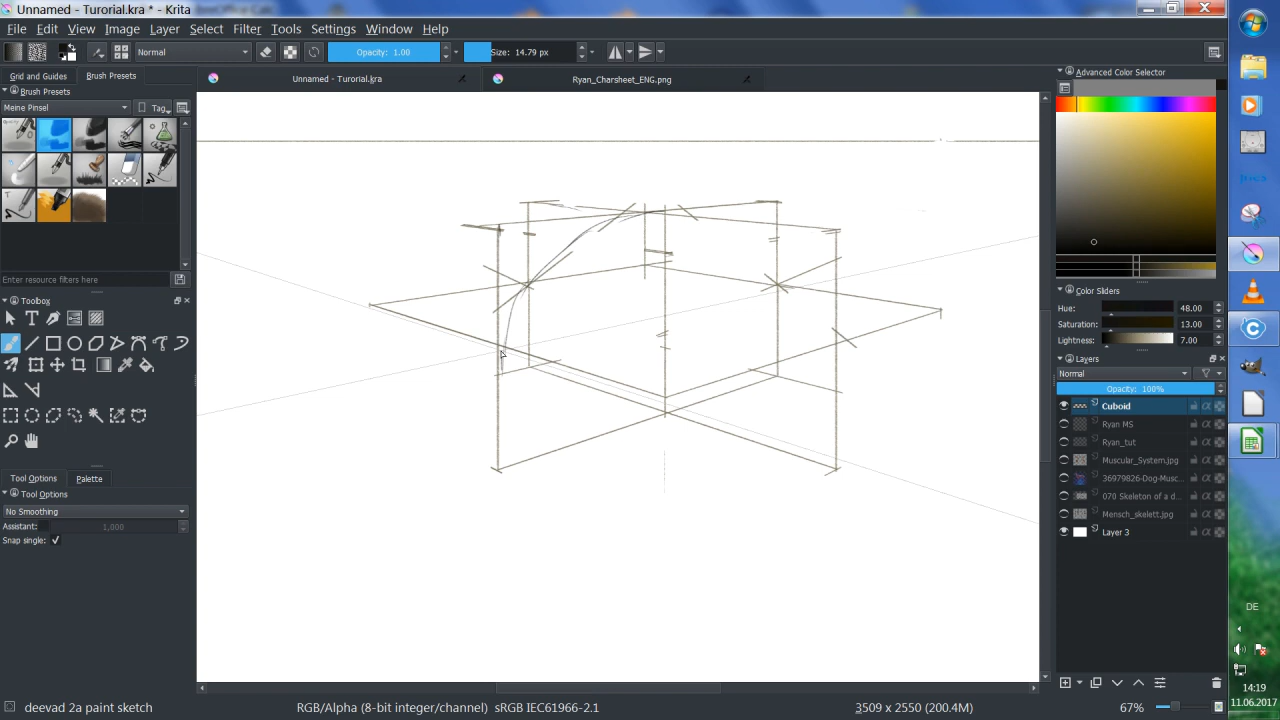 Unnamed - Turorial.kra * - Krita
File Edit View Image Layer Select Filter Tools Settings Window Help
Normal
Opacity: 1.00
Size: 14.79 px
Grid and Guides
Brush Presets
Unnamed - Turorial.kra
Ryan_Charsheet_ENG.png
Advanced Color Selector
Brush Presets
Meine Pinsel
Tag
Enter resource filters here
Toolbox
Color Sliders
Hue: 48.00
Saturation: 13.00
Lightness: 7.00
Layers
Normal
Opacity: 100%
Cuboid
Ryan MS
Ryan_tut
Muscular_System.jpg
36979826-Dog-Musc...
070 Skeleton of a d...
Mensch_skelett.jpg
Layer 3
Tool Options
Palette
Tool Options
No Smoothing
Assistant: 1,000
Snap single:
DE
14:19
11.06.2017
deevad 2a paint sketch
RGB/Alpha (8-bit integer/channel) sRGB IEC61966-2.1
3509 x 2550 (200.4M)
67%